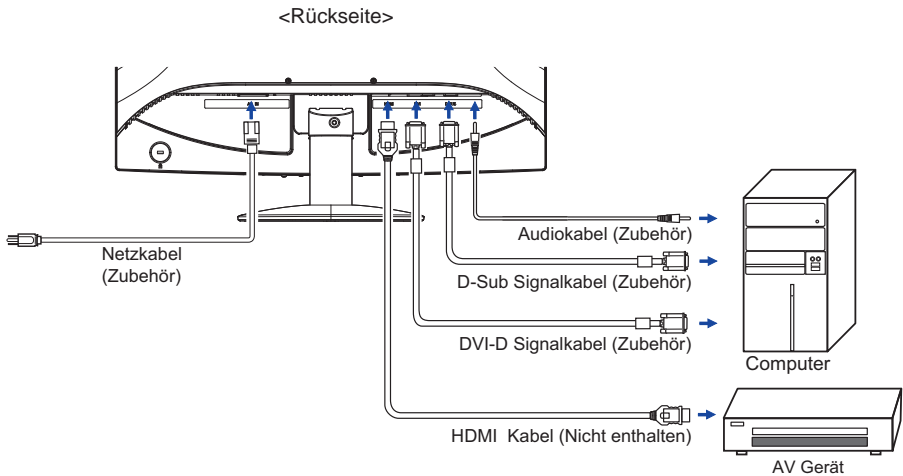 <Rückseite>
Audiokabel (Zubehör)
Netzkabel
(Zubehör)
D-Sub Signalkabel (Zubehör)
DVI-D Signalkabel (Zubehör)
Computer
HDMI  Kabel (Nicht enthalten)
AV Gerät